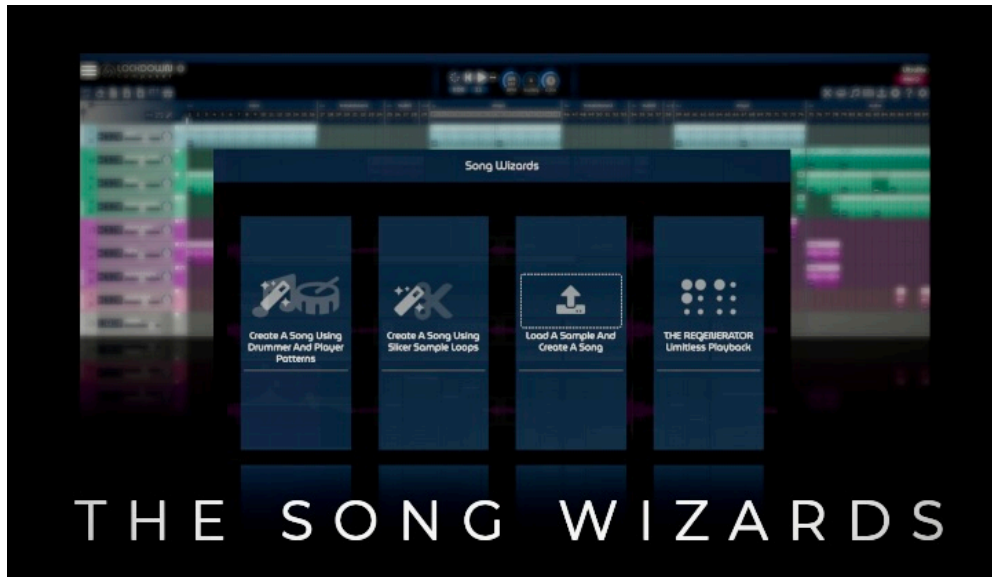 LOCKDOWN
Song Wizards
Create A Song Using
Drummer And Player
Patterns
Create A Song Using
Slicer Sample Loops
Load A Sample And
Create A Song
THE REGENERATOR
Limitless Playback
THE SONG WIZARDS